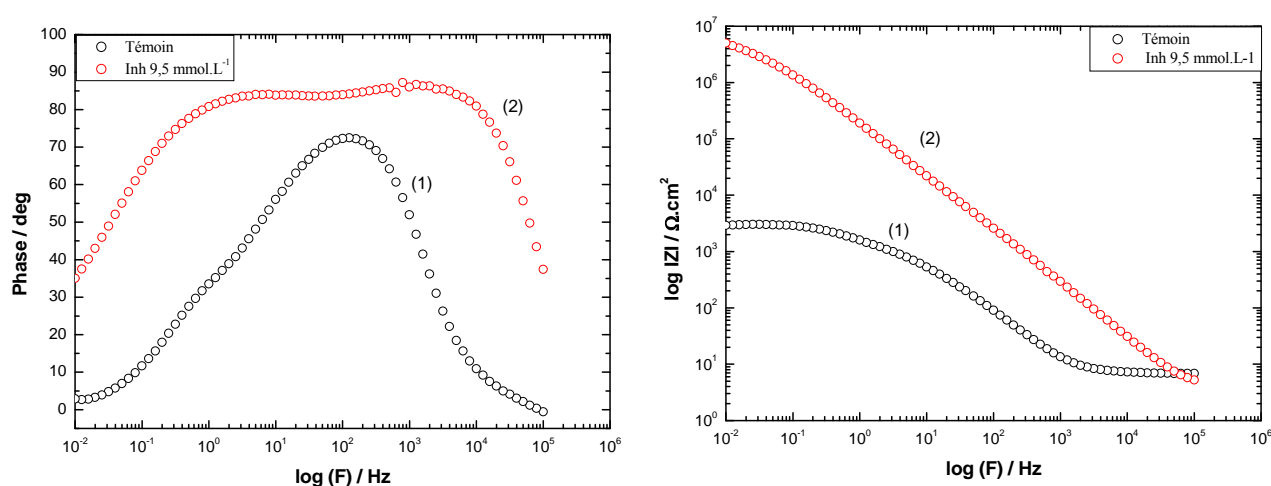 100
90
80
70
60
50
40
30
20
10
0
Phase / deg
Témoin
Inh 9,5 mmol.L⁻¹
(2)
(1)
10⁻² 10⁻¹ 10⁰ 10¹ 10² 10³ 10⁴ 10⁵ 10⁶
log (F) / Hz
10⁷
10⁶
10⁵
10⁴
10³
10²
10¹
10⁰
log |Z| / Ω.cm²
Témoin
Inh 9,5 mmol.L-1
(2)
(1)
10⁻² 10⁻¹ 10⁰ 10¹ 10² 10³ 10⁴ 10⁵ 10⁶
log (F) / Hz